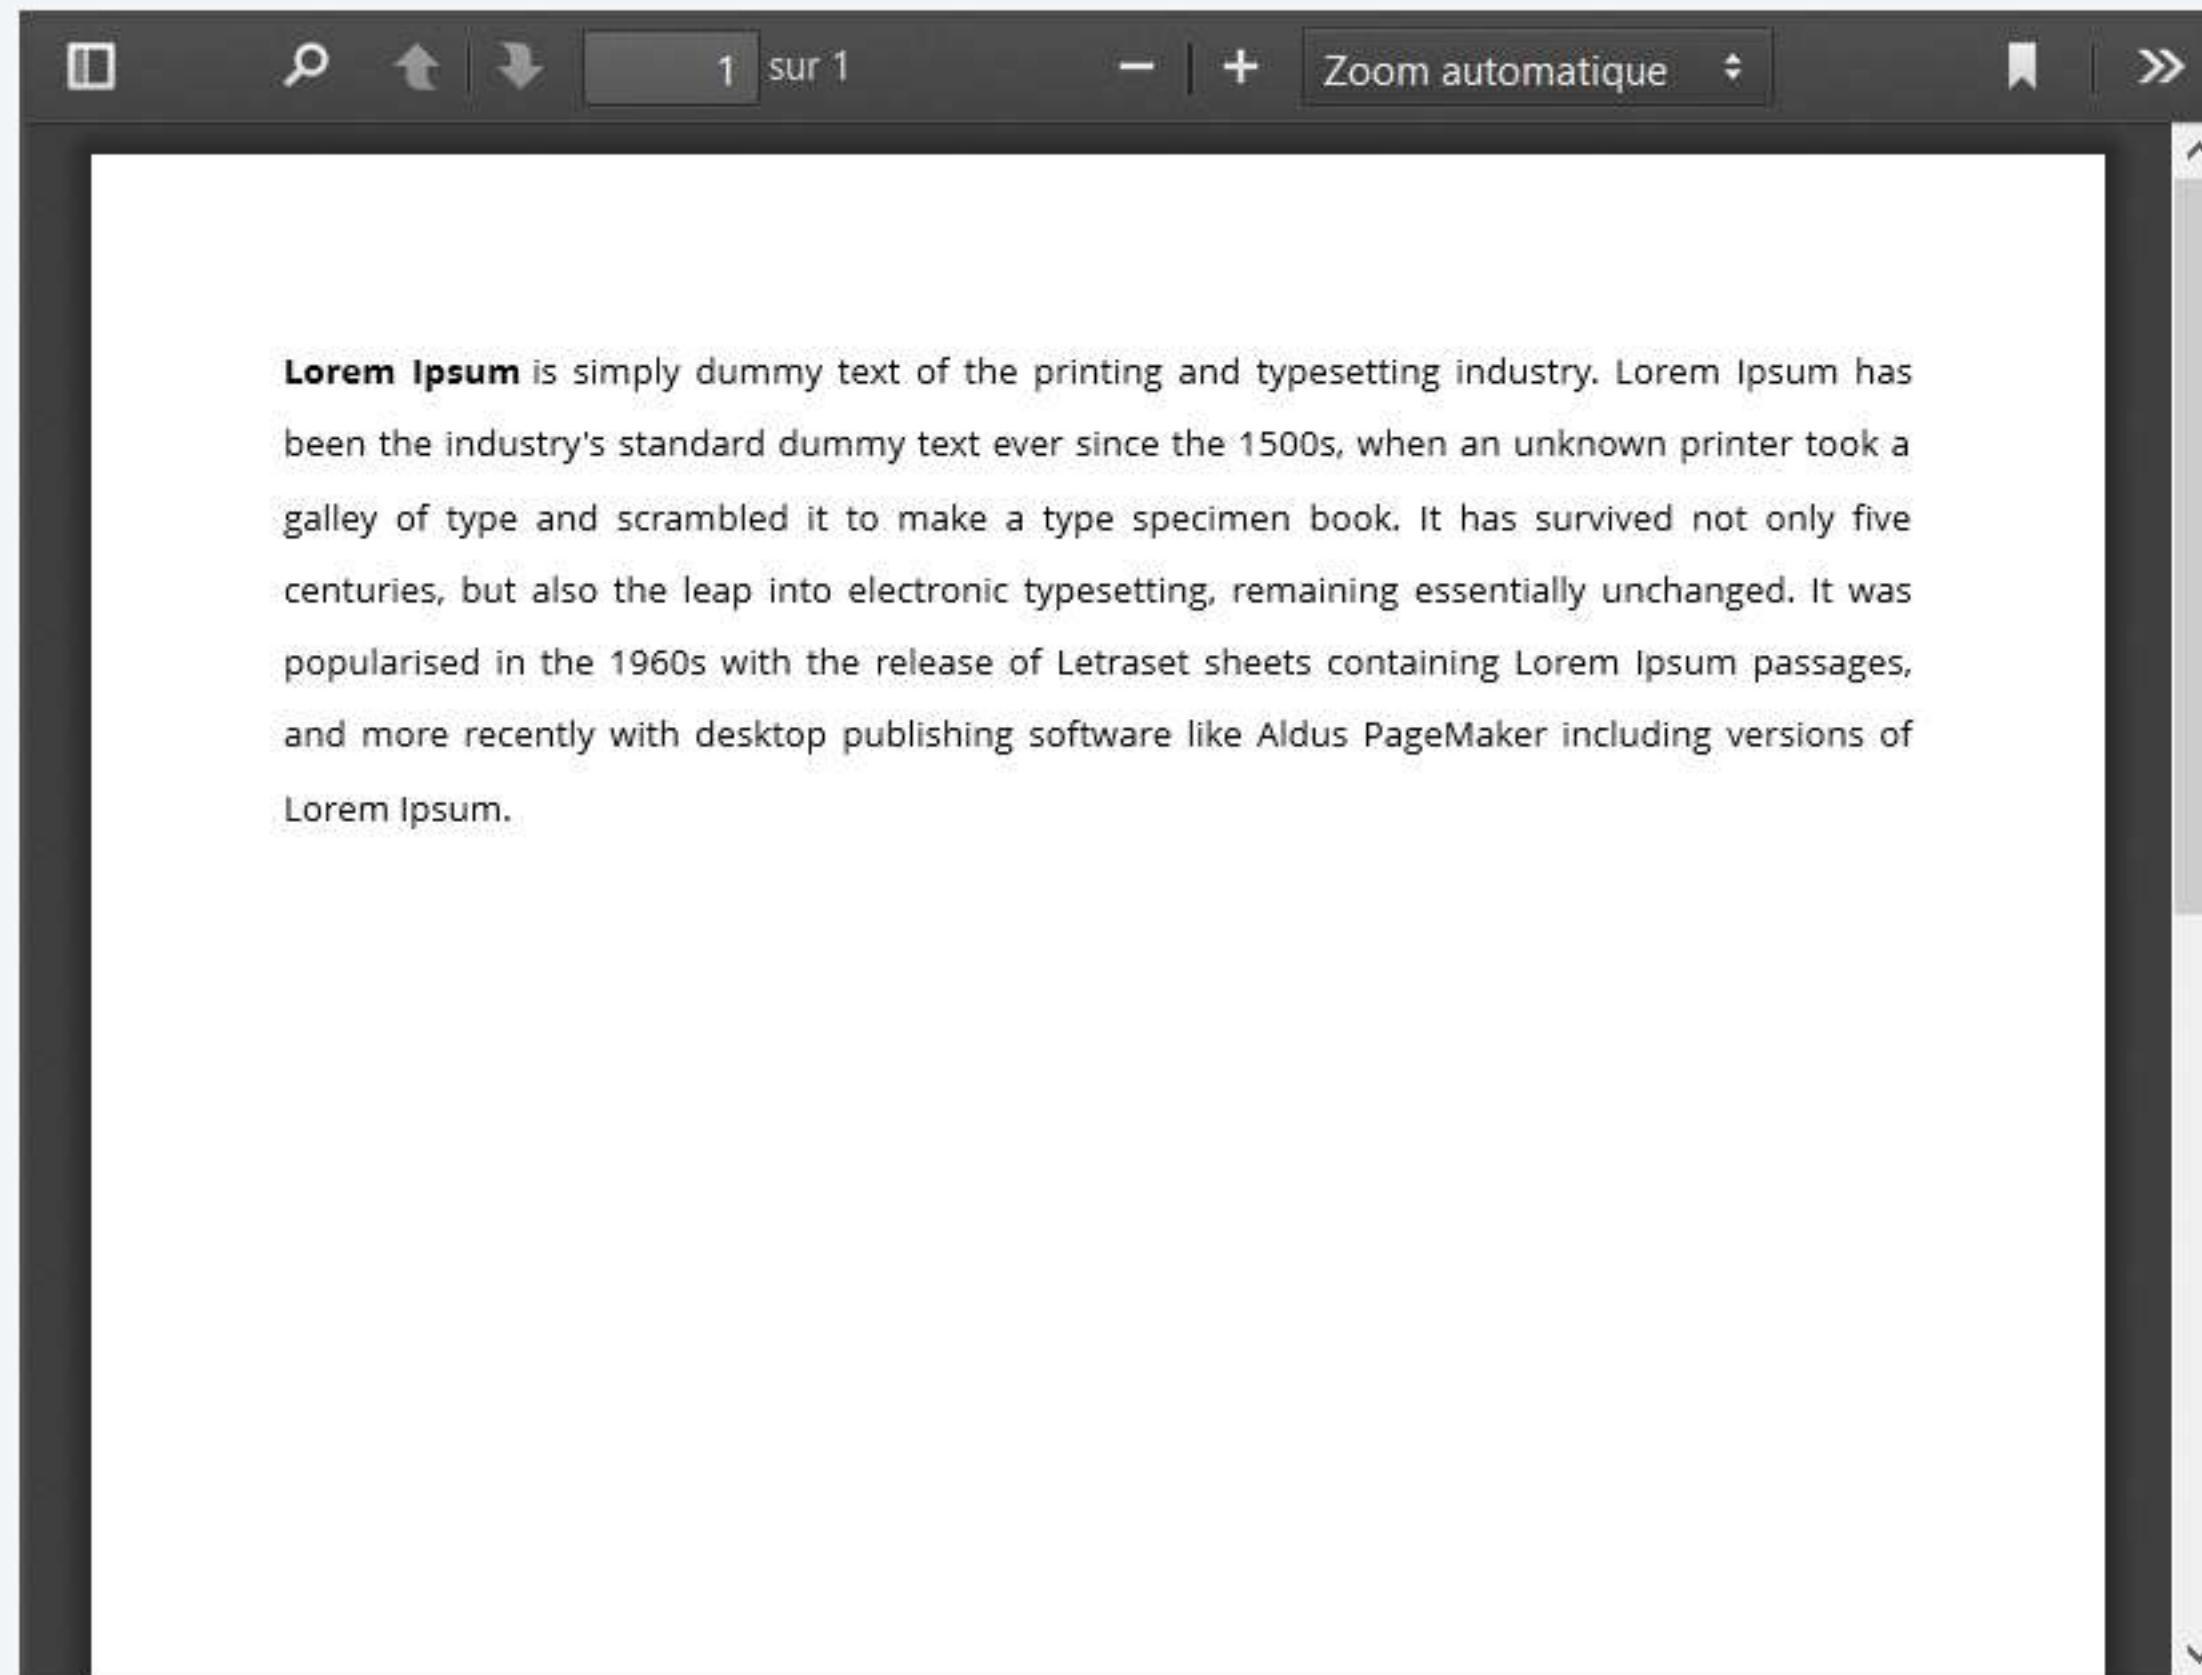 1 sur 1
Zoom automatique
Lorem Ipsum is simply dummy text of the printing and typesetting industry. Lorem Ipsum has
been the industry's standard dummy text ever since the 1500s, when an unknown printer took a
galley of type and scrambled it to make a type specimen book. It has survived not only five
centuries, but also the leap into electronic typesetting, remaining essentially unchanged. It was
popularised in the 1960s with the release of Letraset sheets containing Lorem Ipsum passages,
and more recently with desktop publishing software like Aldus PageMaker including versions of
Lorem Ipsum.